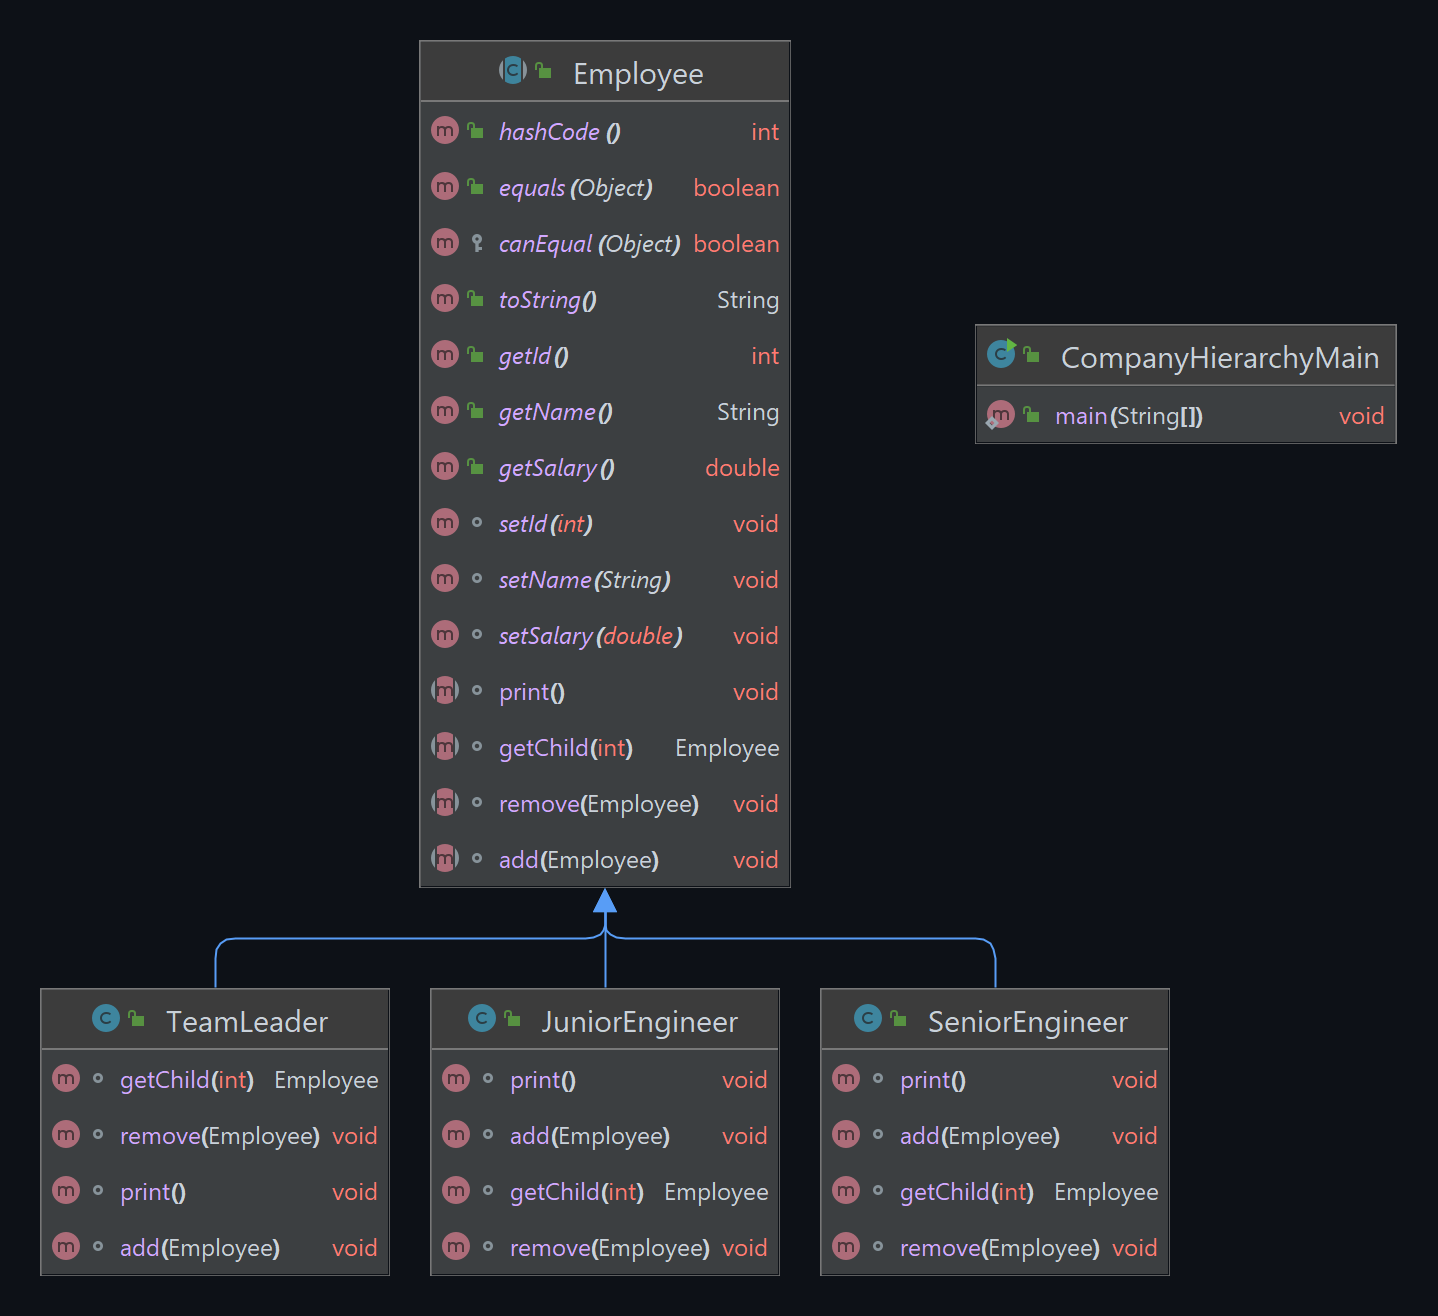 Employee
hashCode () int
equals (Object) boolean
canEqual (Object) boolean
toString() String
getId () int
getName () String
getSalary () double
setId (int) void
setName (String) void
setSalary (double) void
print() void
getChild(int) Employee
remove(Employee) void
add(Employee) void
CompanyHierarchyMain
main(String[]) void
TeamLeader
getChild(int) Employee
remove(Employee) void
print() void
add(Employee) void
JuniorEngineer
print() void
add(Employee) void
getChild(int) Employee
remove(Employee) void
SeniorEngineer
print() void
add(Employee) void
getChild(int) Employee
remove(Employee) void